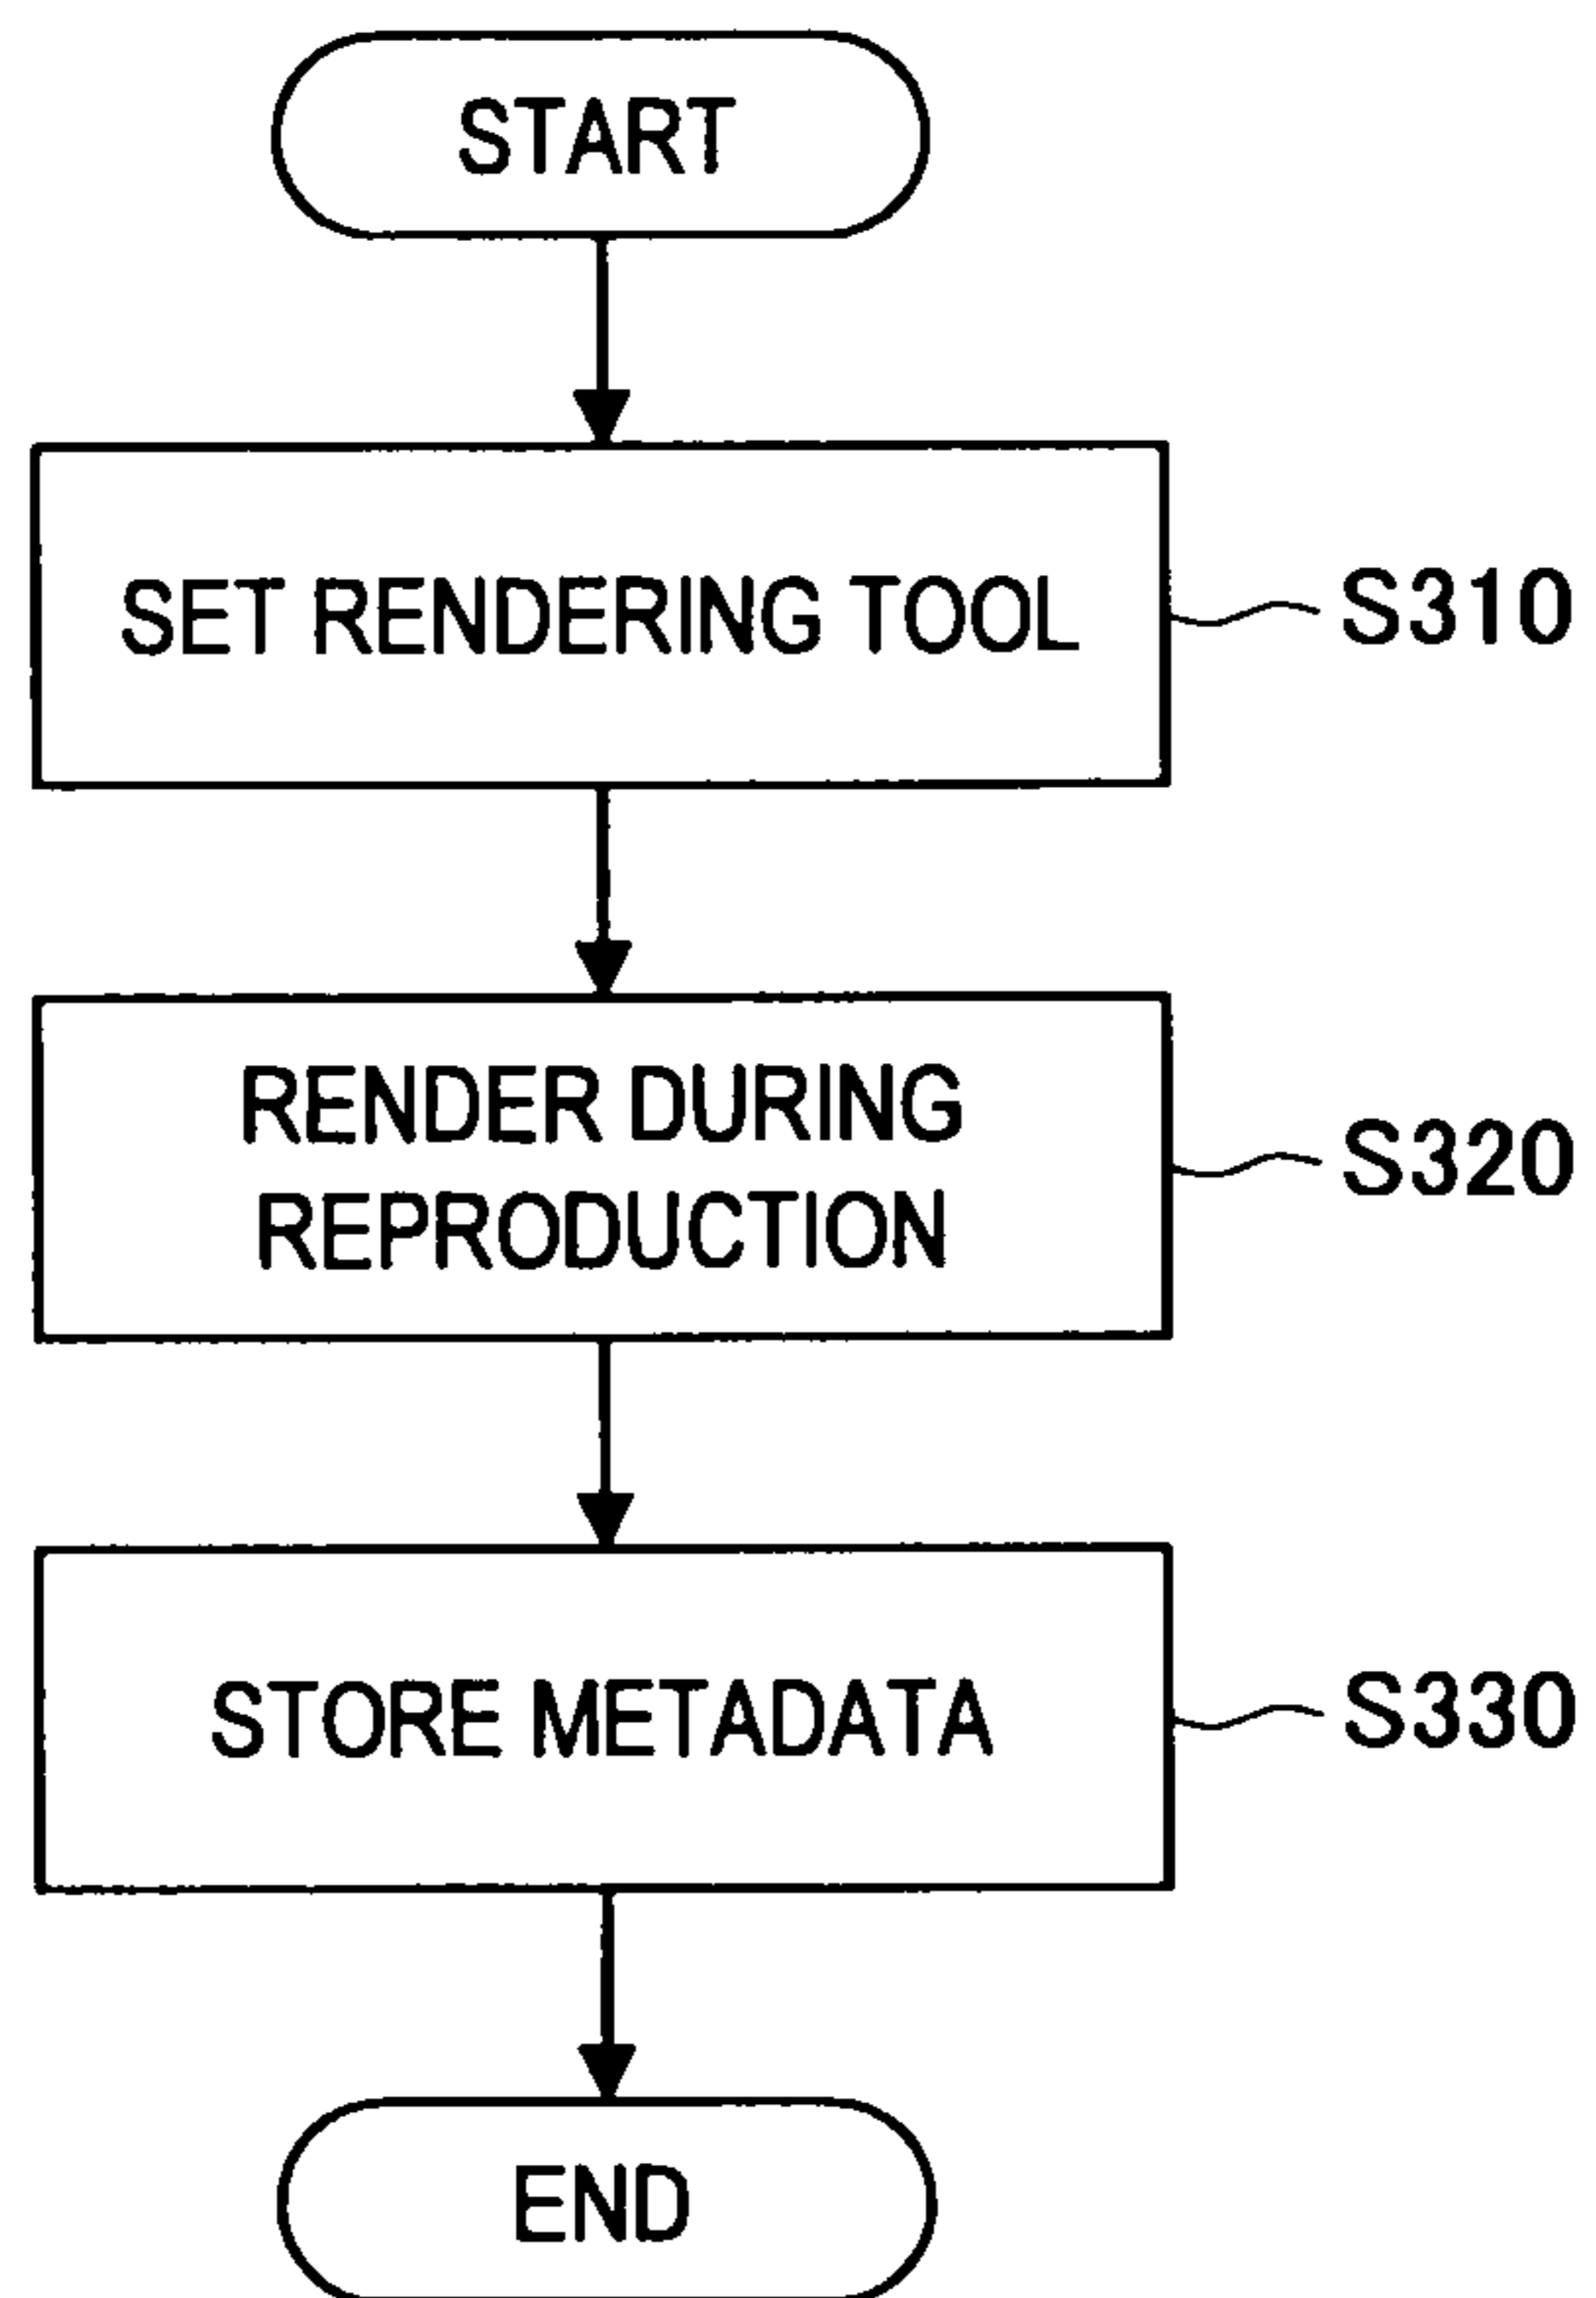 START
SET RENDERING TOOL
S310
RENDER DURING
REPRODUCTION
S320
STORE METADATA
S330
END